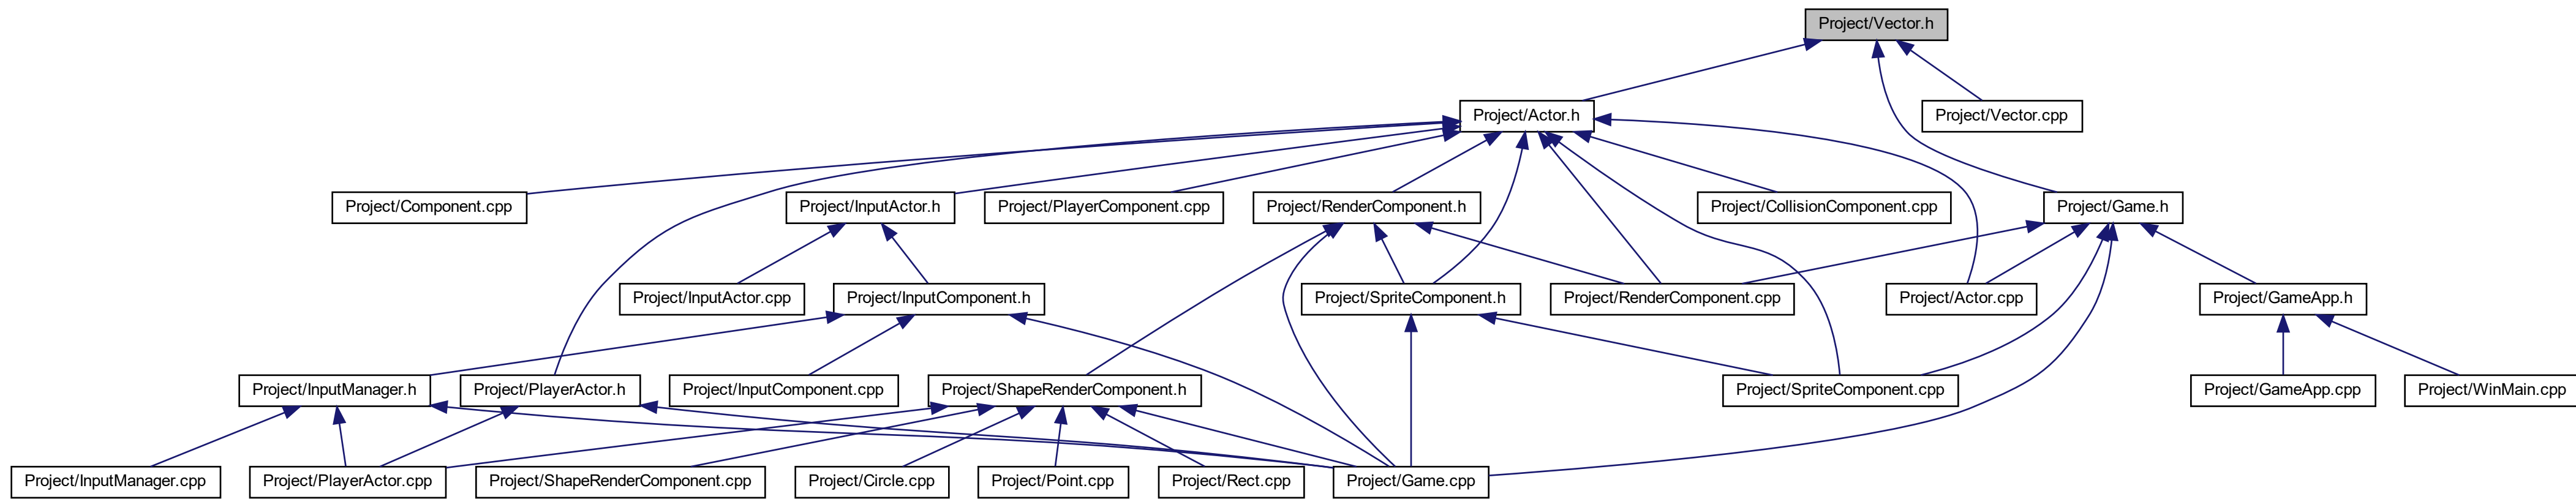 Project/Vector.h
Project/Actor.h
Project/Vector.cpp
Project/Component.cpp
Project/InputActor.h
Project/PlayerComponent.cpp
Project/RenderComponent.h
Project/CollisionComponent.cpp
Project/Game.h
Project/InputActor.cpp
Project/InputComponent.h
Project/SpriteComponent.h
Project/RenderComponent.cpp
Project/Actor.cpp
Project/GameApp.h
Project/InputManager.h
Project/PlayerActor.h
Project/InputComponent.cpp
Project/ShapeRenderComponent.h
Project/SpriteComponent.cpp
Project/GameApp.cpp
Project/WinMain.cpp
Project/InputManager.cpp
Project/PlayerActor.cpp
Project/ShapeRenderComponent.cpp
Project/Circle.cpp
Project/Point.cpp
Project/Rect.cpp
Project/Game.cpp